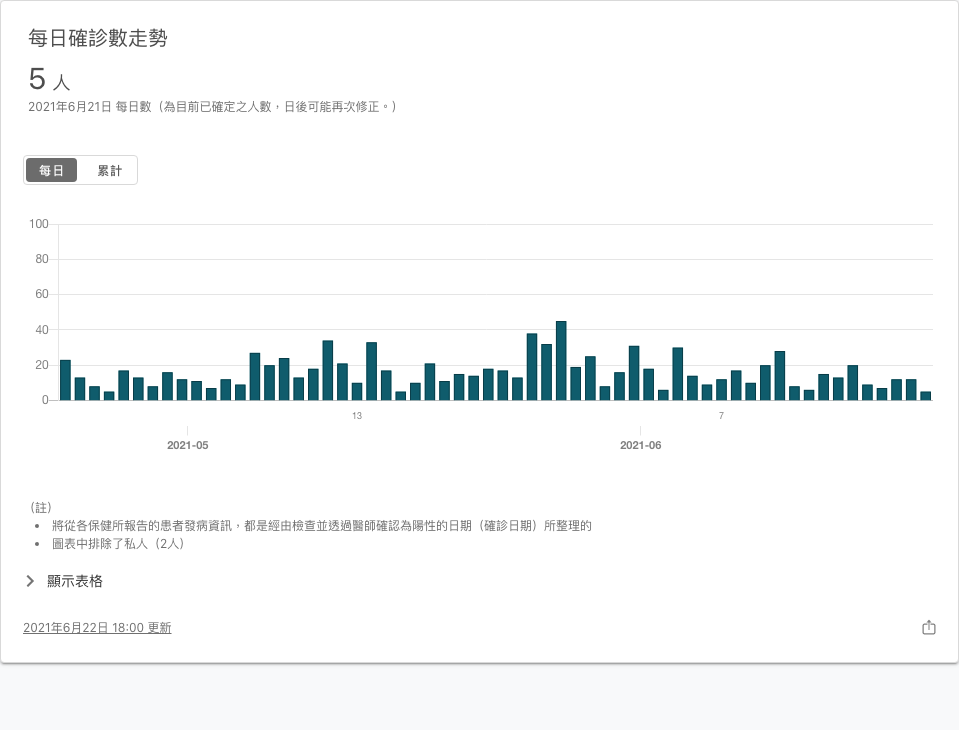 每日確診數走勢
5 人
2021年6月21日 每日數（為目前已確定之人數，日後可能再次修正。）
每日 累計
100
80
60
40
20
0
13 7
2021-05 2021-06
（註）
• 將從各保健所報告的患者發病資訊，都是經由檢查並透過醫師確認為陽性的日期（確診日期）所整理的
• 圖表中排除了私人（2人）
顯示表格
2021年6月22日 18:00 更新